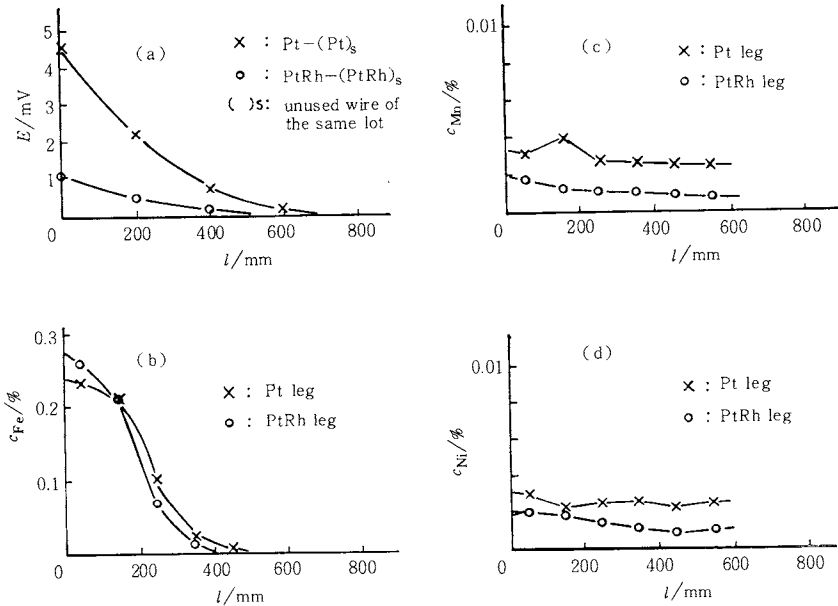 (a)
× : Pt−(Pt)s
o : PtRh−(PtRh)s
( )s: unused wire of
the same lot
E/mV
5
4
3
2
1
0 200 400 600 800
l/mm
(c)
× : Pt leg
o : PtRh leg
cMn/%
0.01
0 200 400 600 800
l/mm
(b)
× : Pt leg
o : PtRh leg
cFe/%
0.3
0.2
0.1
0 200 400 600 800
l/mm
(d)
× : Pt leg
o : PtRh leg
cNi/%
0.01
0 200 400 600 800
l/mm